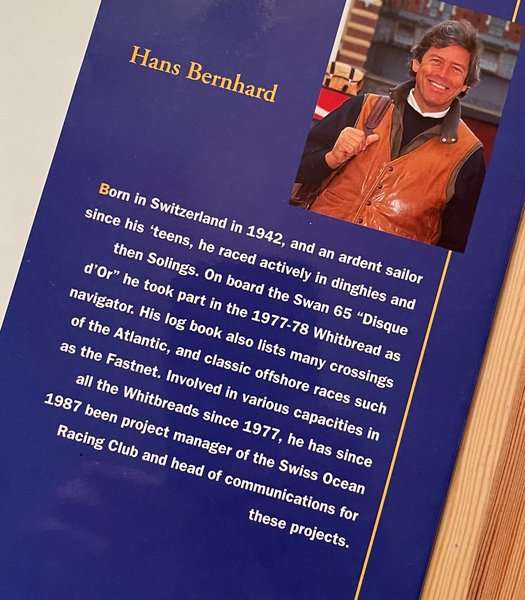 Hans Bernhard
Born in Switzerland in 1942, and an ardent sailor
since his ‘teens, he raced actively in dinghies and
then Solings. On board the Swan 65 “Disque
d’Or” he took part in the 1977-78 Whitbread as
navigator. His log book also lists many crossings
of the Atlantic, and classic offshore races such
as the Fastnet. Involved in various capacities in
all the Whitbreads since 1977, he has since
1987 been project manager of the Swiss Ocean
Racing Club and head of communications for
these projects.